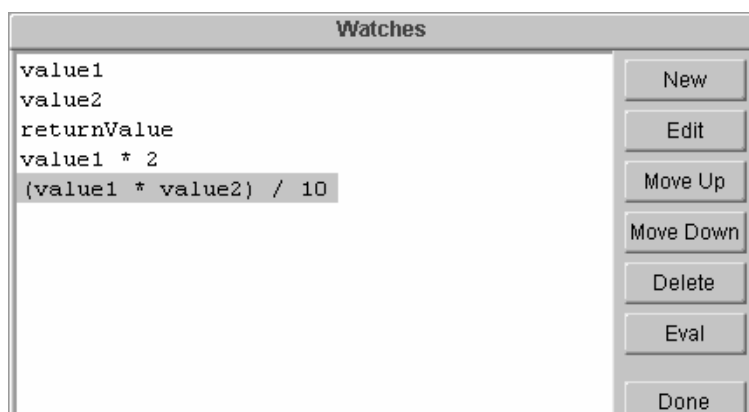 Watches
value1
value2
returnValue
value1 * 2
(value1 * value2) / 10
New
Edit
Move Up
Move Down
Delete
Eval
Done